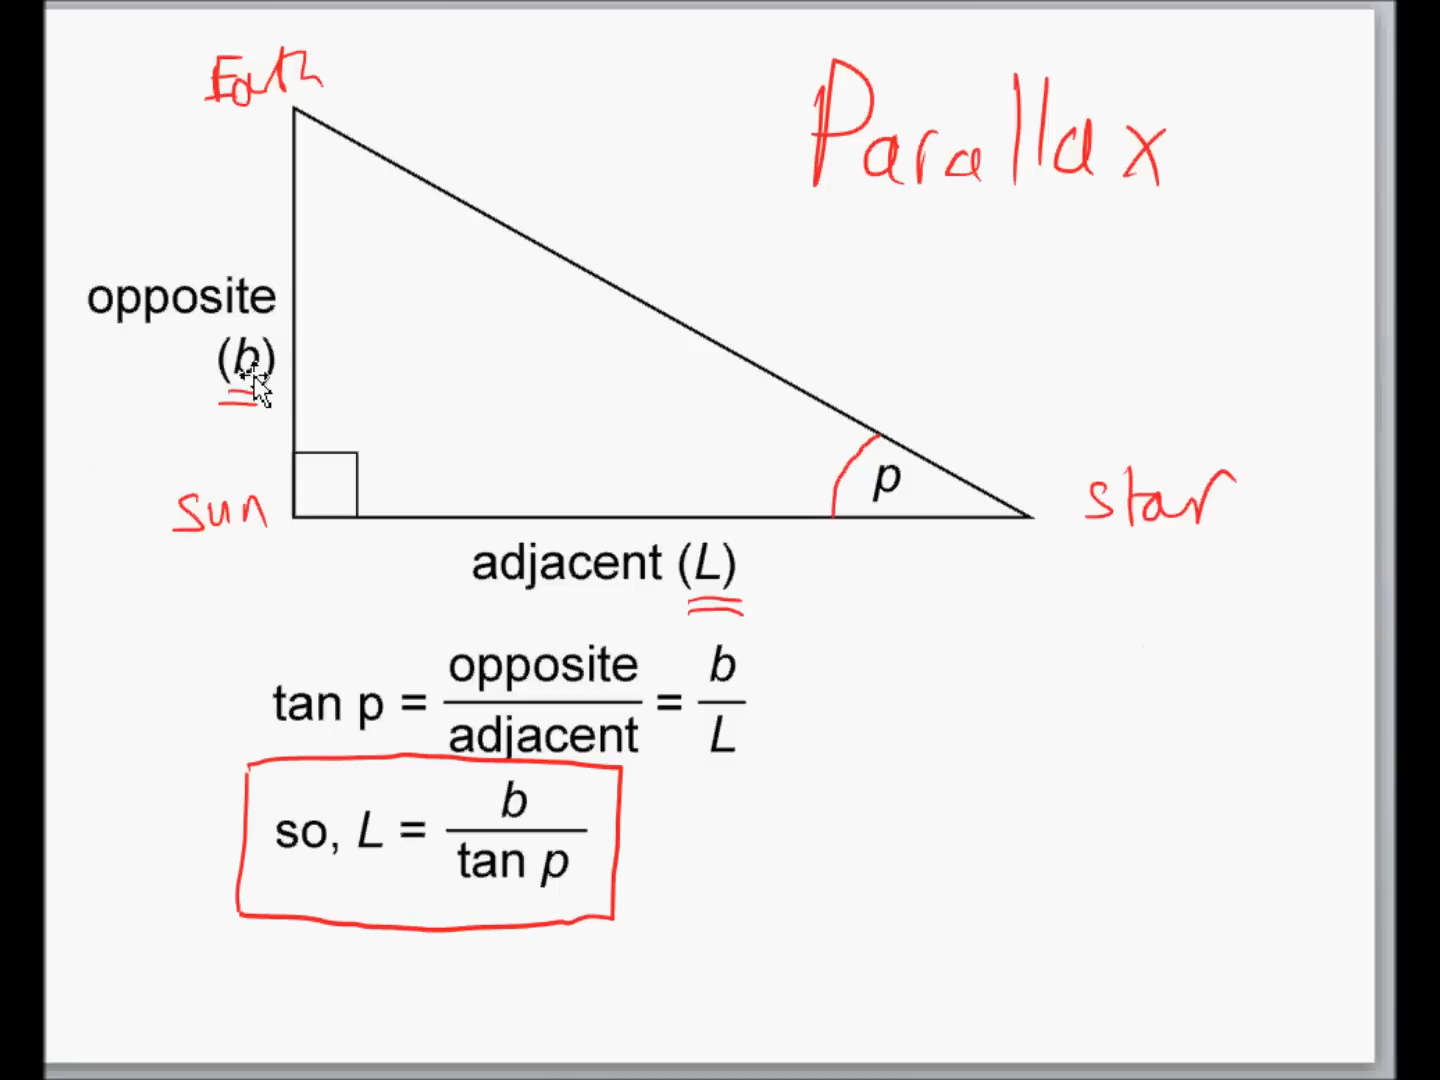 Earth
Parallax
opposite
(b)
p
sun
star
adjacent (L)
tan p = opposite / adjacent = b / L
so, L = b / tan p